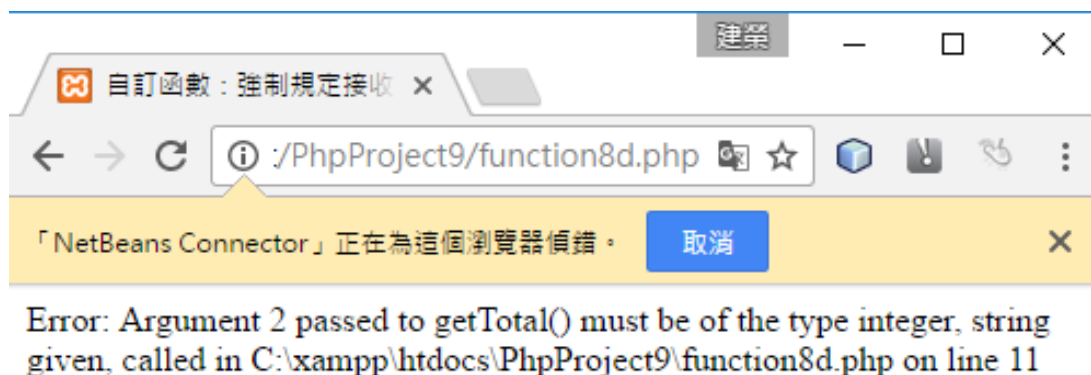 建榮
自訂函數：強制規定接收
:/PhpProject9/function8d.php
「NetBeans Connector」正在為這個瀏覽器偵錯。 取消
Error: Argument 2 passed to getTotal() must be of the type integer, string
given, called in C:\xampp\htdocs\PhpProject9\function8d.php on line 11